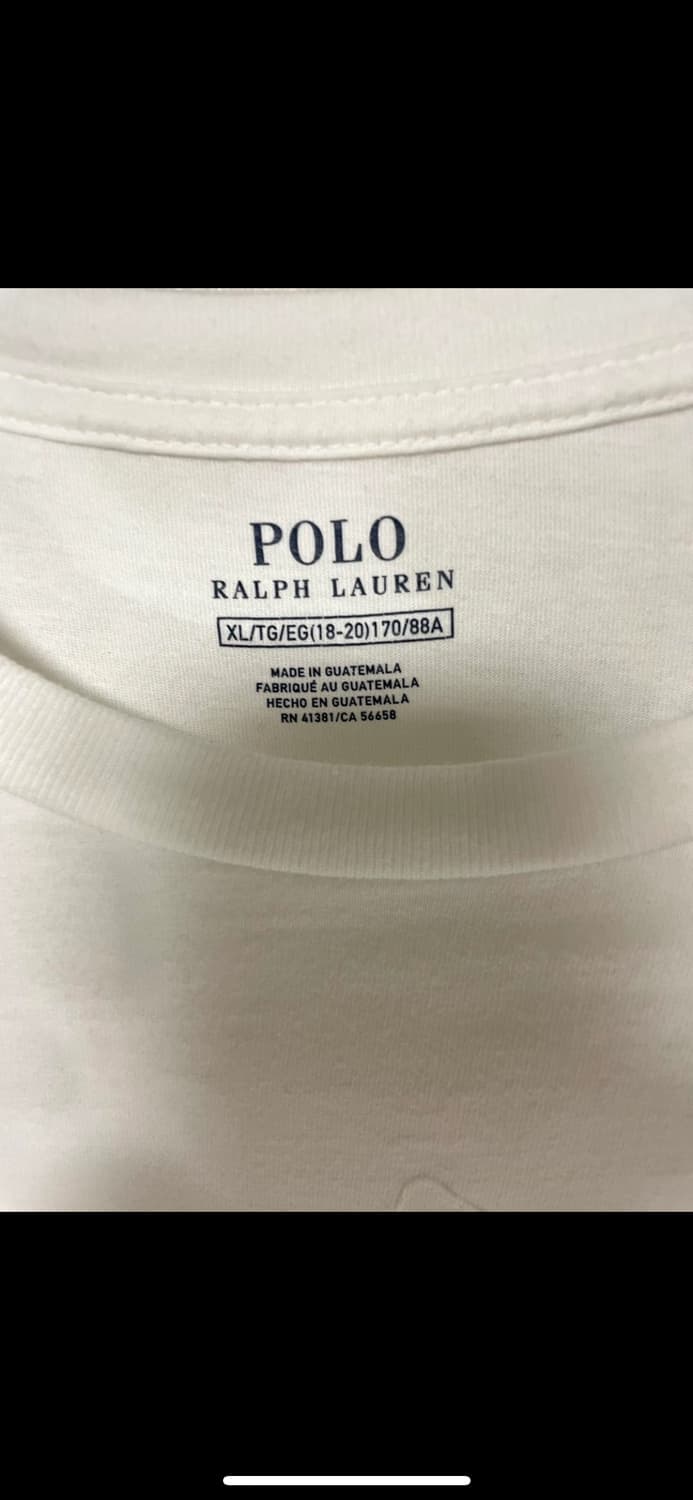 POLO
RALPH LAUREN
XL/TG/EG(18-20)170/88A
MADE IN GUATEMALA
FABRIQUÉ AU GUATEMALA
HECHO EN GUATEMALA
RN 41381/CA 56658